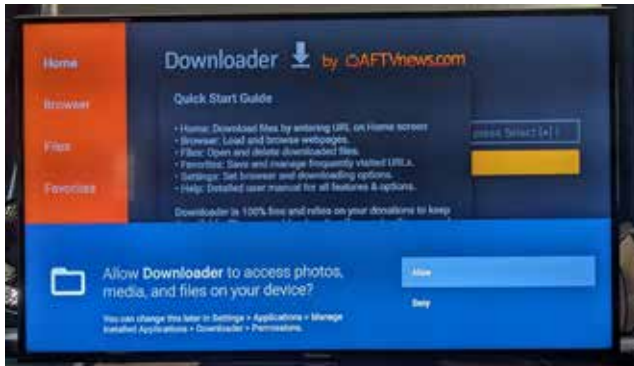 Home
Downloader by AFTVnews.com
Browser
Quick Start Guide
• Home: Download files by entering URL on Home screen
• Browser: Load and browse webpages.
• Files: Open and delete downloaded files.
• Favorites: Save and manage frequently visited URLs.
• Settings: Set browser and downloading options.
• Help: Detailed user manual for all features & options.
Downloader is 100% free and relies on your donations to keep
press Select
Files
Favorites
Allow Downloader to access photos,
media, and files on your device?
You can change this later in Settings > Applications > Manage
Installed Applications > Downloader > Permissions.
Allow
Deny